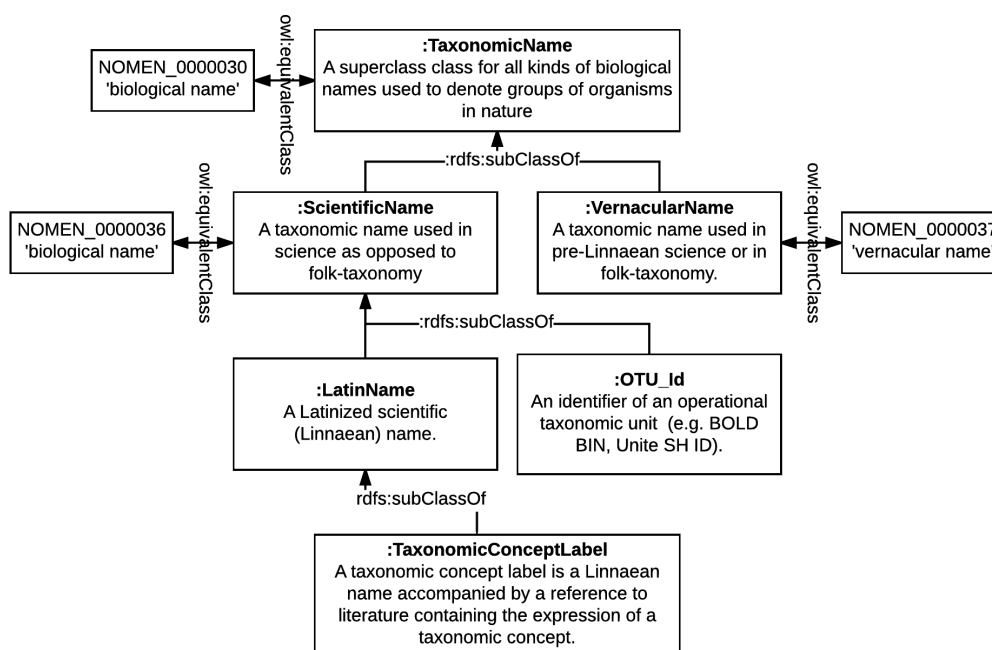 :TaxonomicName
A superclass class for all kinds of biological
names used to denote groups of organisms
in nature
NOMEN_0000030
'biological name'
owl:equivalentClass
:rdfs:subClassOf
:ScientificName
A taxonomic name used in
science as opposed to
folk-taxonomy
NOMEN_0000036
'biological name'
owl:equivalentClass
:VernacularName
A taxonomic name used in
pre-Linnaean science or in
folk-taxonomy.
owl:equivalentClass
NOMEN_0000037
'vernacular name'
:rdfs:subClassOf
:LatinName
A Latinized scientific
(Linnaean) name.
:OTU_Id
An identifier of an operational
taxonomic unit (e.g. BOLD
BIN, Unite SH ID).
rdfs:subClassOf
:TaxonomicConceptLabel
A taxonomic concept label is a Linnaean
name accompanied by a reference to
literature containing the expression of a
taxonomic concept.